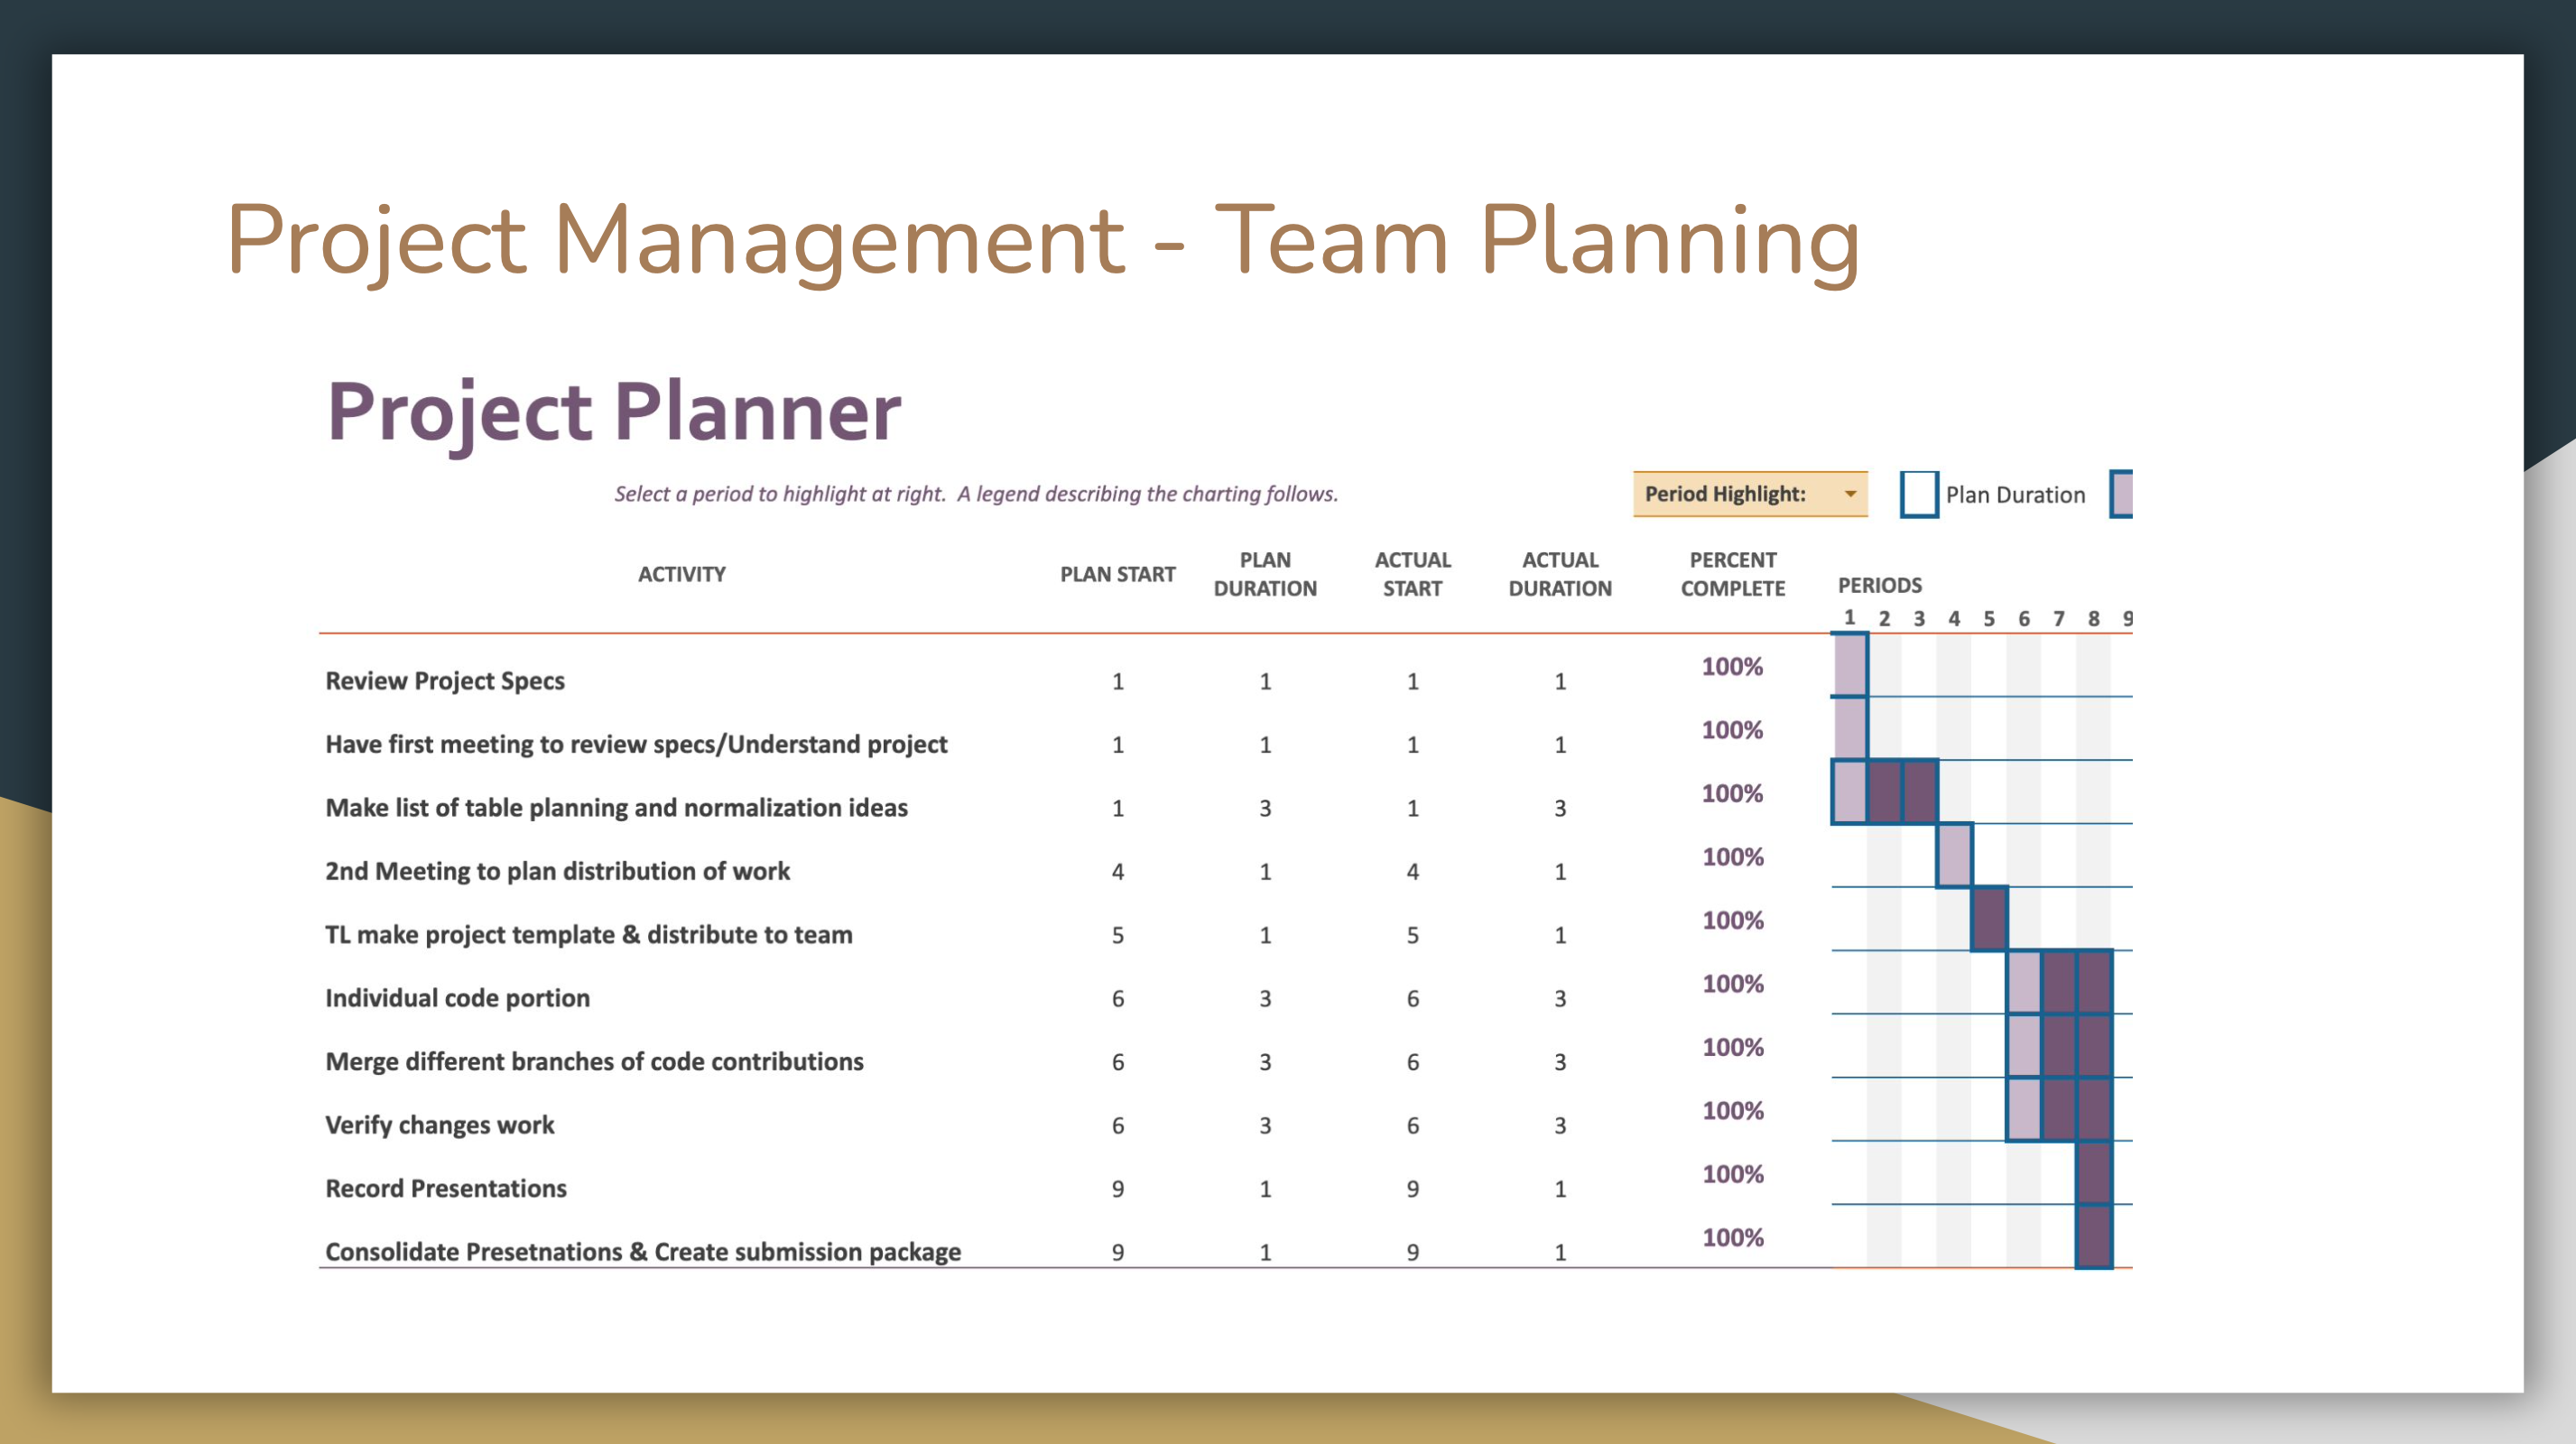 Project Management - Team Planning
Project Planner
Select a period to highlight at right.  A legend describing the charting follows.
Period Highlight:
Plan Duration
ACTIVITY PLAN START PLAN DURATION ACTUAL START ACTUAL DURATION PERCENT COMPLETE PERIODS
1 2 3 4 5 6 7 8 9
Review Project Specs 1 1 1 1 100%
Have first meeting to review specs/Understand project 1 1 1 1 100%
Make list of table planning and normalization ideas 1 3 1 3 100%
2nd Meeting to plan distribution of work 4 1 4 1 100%
TL make project template & distribute to team 5 1 5 1 100%
Individual code portion 6 3 6 3 100%
Merge different branches of code contributions 6 3 6 3 100%
Verify changes work 6 3 6 3 100%
Record Presentations 9 1 9 1 100%
Consolidate Presetnations & Create submission package 9 1 9 1 100%